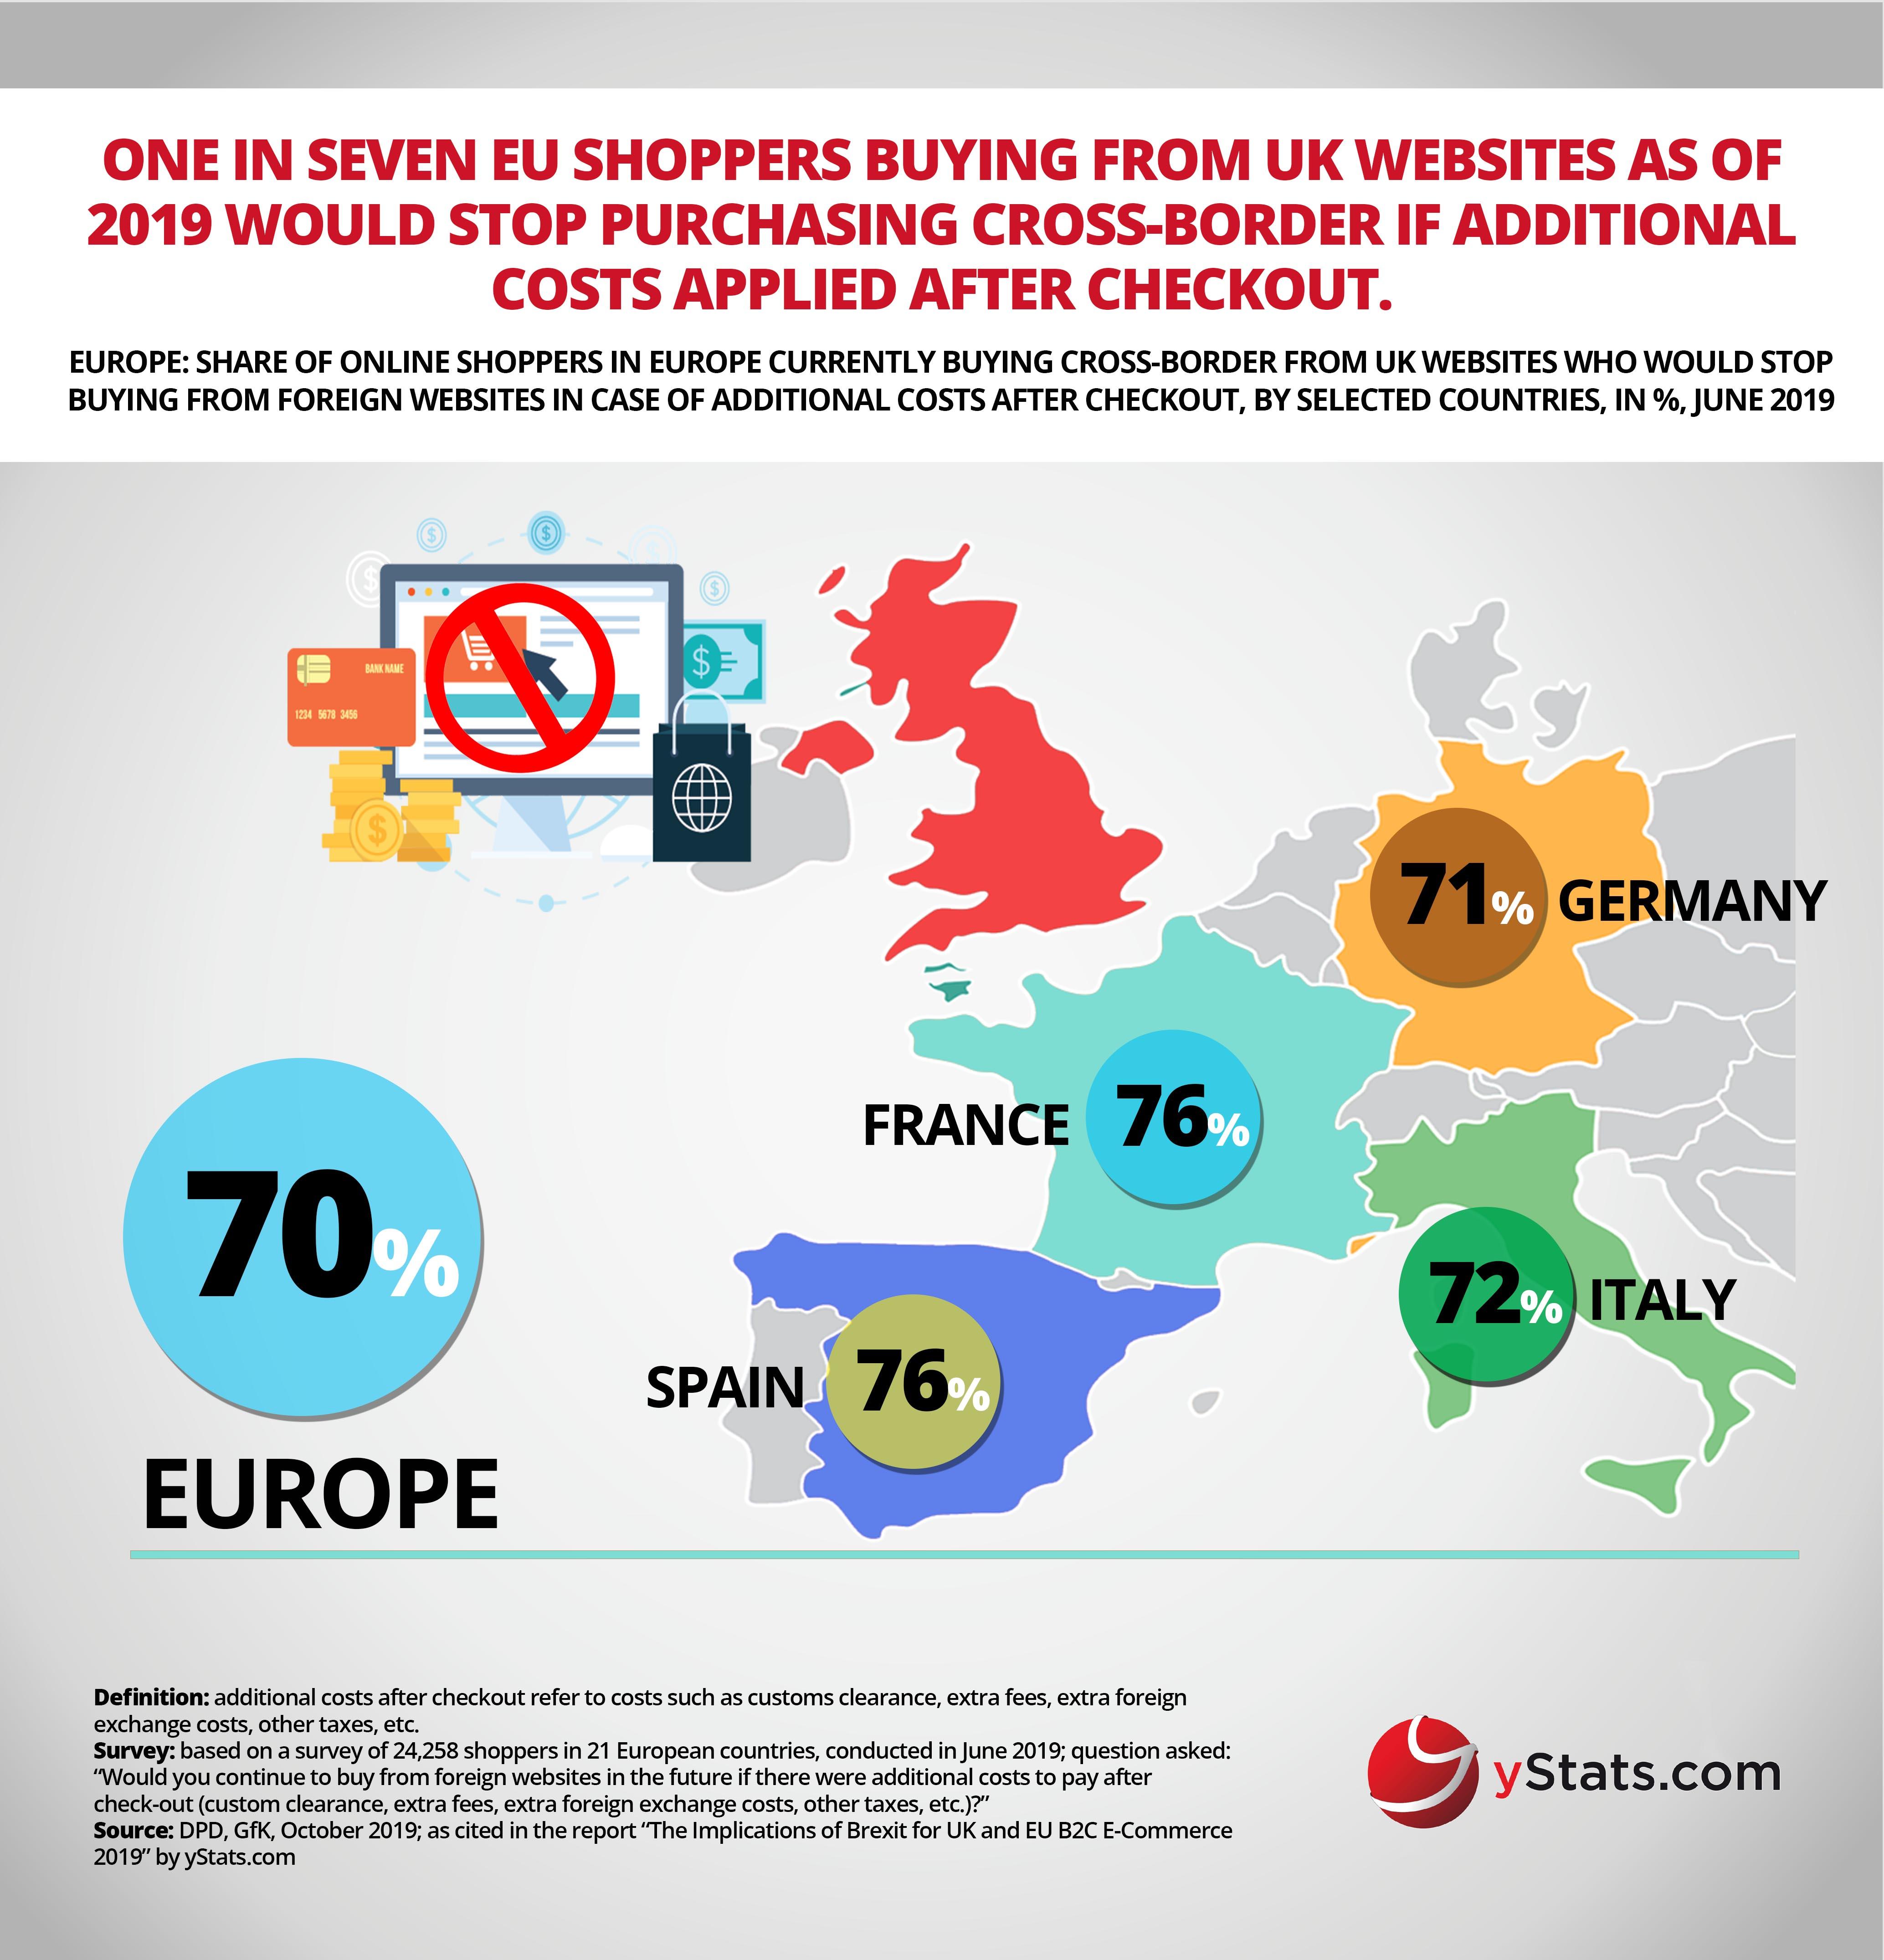 ONE IN SEVEN EU SHOPPERS BUYING FROM UK WEBSITES AS OF
2019 WOULD STOP PURCHASING CROSS-BORDER IF ADDITIONAL
COSTS APPLIED AFTER CHECKOUT.
EUROPE: SHARE OF ONLINE SHOPPERS IN EUROPE CURRENTLY BUYING CROSS-BORDER FROM UK WEBSITES WHO WOULD STOP
BUYING FROM FOREIGN WEBSITES IN CASE OF ADDITIONAL COSTS AFTER CHECKOUT, BY SELECTED COUNTRIES, IN %, JUNE 2019
$
$
$
$
$
$
BANK NAME
1234 5678 3456
$
71% GERMANY
FRANCE 76%
70%
EUROPE
72% ITALY
SPAIN 76%
Definition: additional costs after checkout refer to costs such as customs clearance, extra fees, extra foreign
exchange costs, other taxes, etc.
Survey: based on a survey of 24,258 shoppers in 21 European countries, conducted in June 2019; question asked:
“Would you continue to buy from foreign websites in the future if there were additional costs to pay after
check-out (custom clearance, extra fees, extra foreign exchange costs, other taxes, etc.)?”
Source: DPD, GfK, October 2019; as cited in the report “The Implications of Brexit for UK and EU B2C E-Commerce
2019” by yStats.com
yStats.com